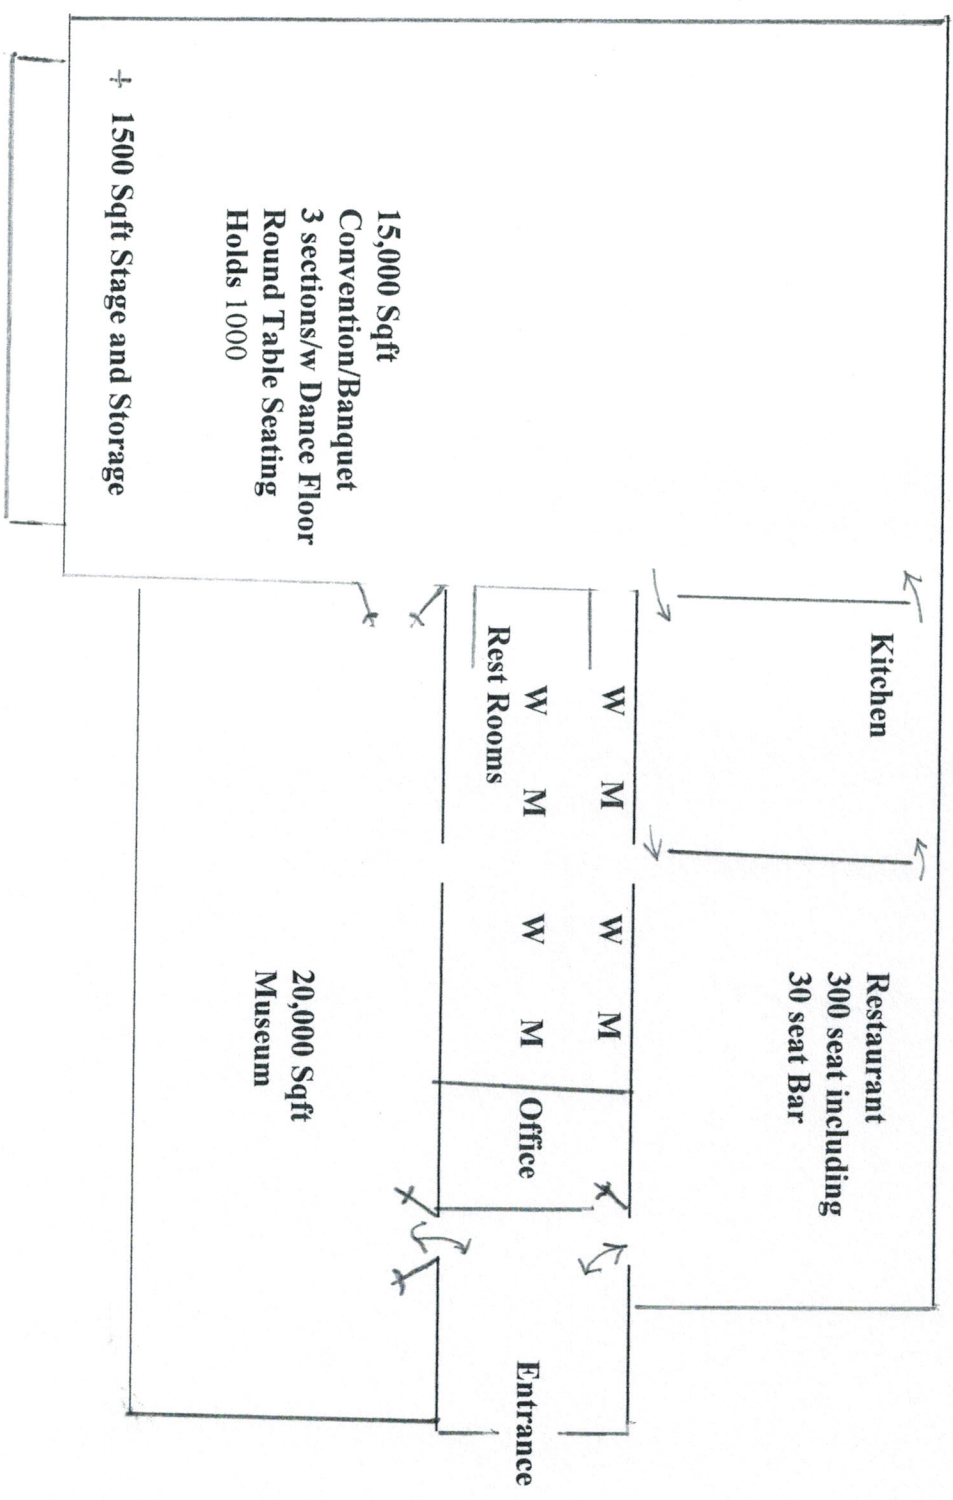 Kitchen
Restaurant
300 seat including
30 seat Bar
W M W M
W M W M
Rest Rooms
Office
Entrance
15,000 Sqft
Convention/Banquet
3 sections/w Dance Floor
Round Table Seating
Holds 1000
20,000 Sqft
Museum
+ 1500 Sqft Stage and Storage